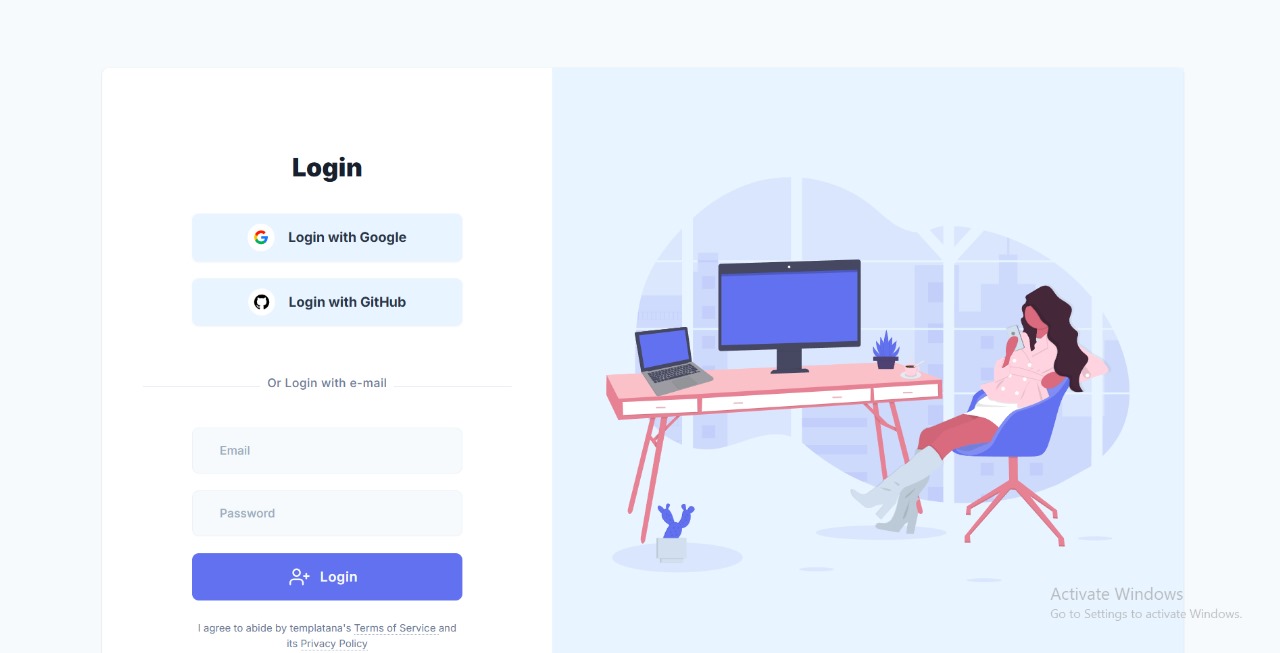 Login
Login with Google
Login with GitHub
Or Login with e-mail
Email
Password
Login
I agree to abide by templatana's Terms of Service and
its Privacy Policy
Activate Windows
Go to Settings to activate Windows.